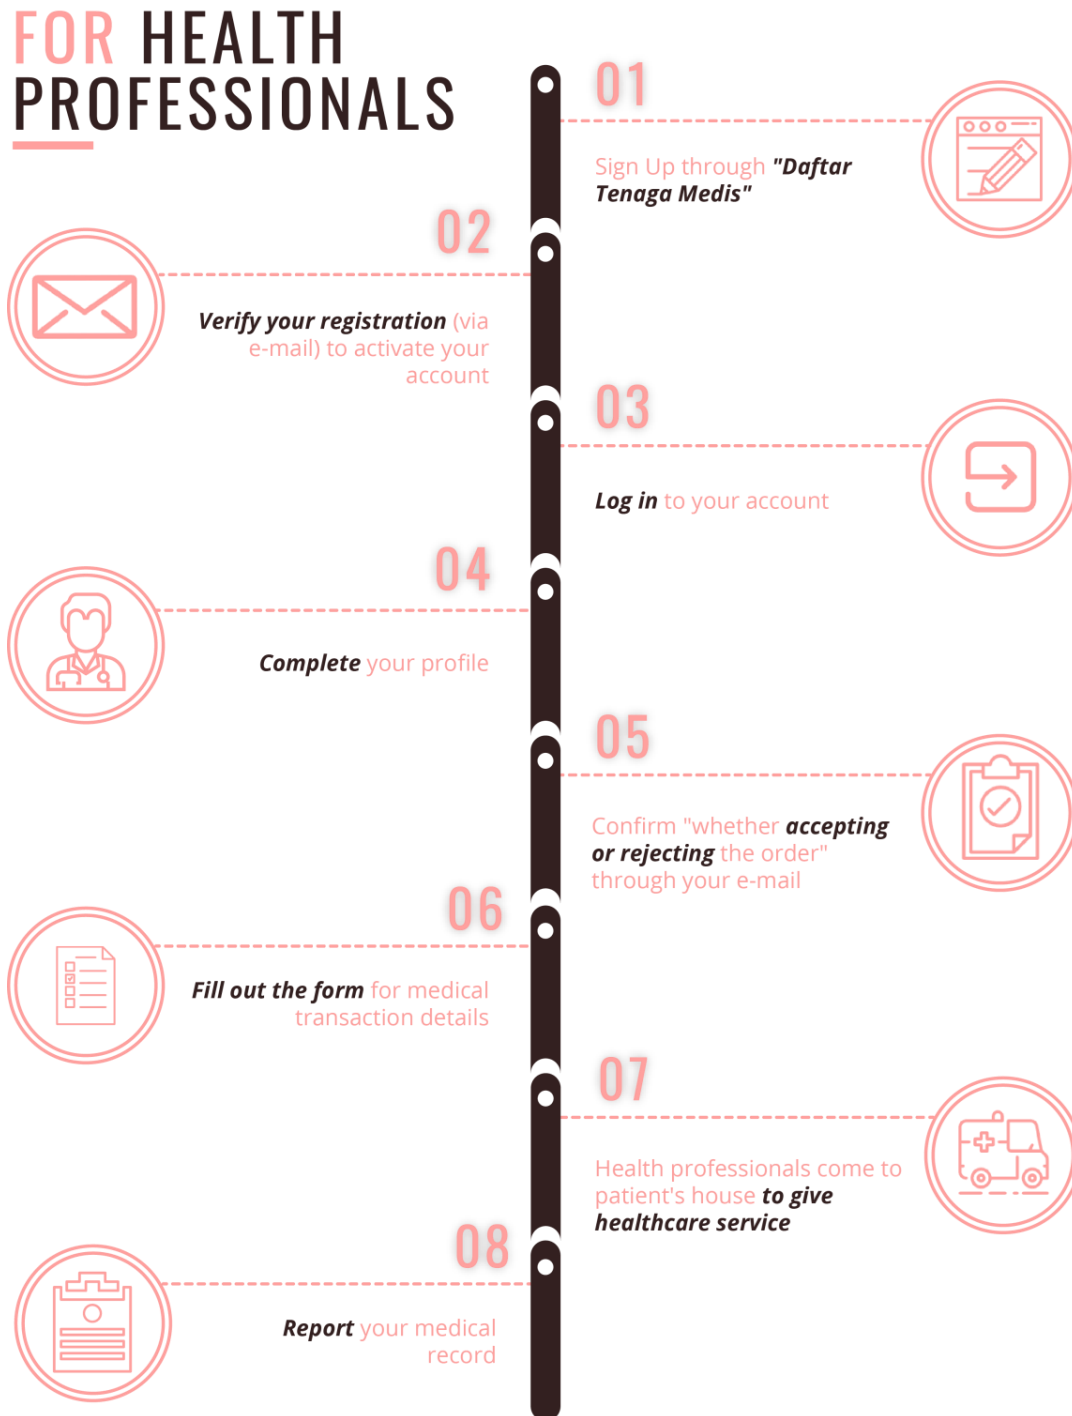 FOR HEALTH
PROFESSIONALS
01
Sign Up through "Daftar
Tenaga Medis"
02
Verify your registration (via
e-mail) to activate your
account
03
Log in to your account
04
Complete your profile
05
Confirm "whether accepting
or rejecting the order"
through your e-mail
06
Fill out the form for medical
transaction details
07
Health professionals come to
patient's house to give
healthcare service
08
Report your medical
record